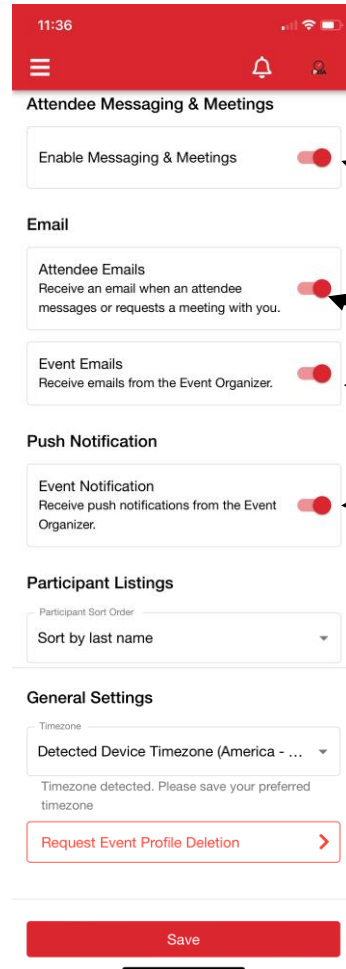 11:36
Attendee Messaging & Meetings
Enable Messaging & Meetings
Email
Attendee Emails
Receive an email when an attendee
messages or requests a meeting with you.
Event Emails
Receive emails from the Event Organizer.
Push Notification
Event Notification
Receive push notifications from the Event
Organizer.
Participant Listings
Participant Sort Order
Sort by last name
General Settings
Timezone
Detected Device Timezone (America - ...
Timezone detected. Please save your preferred
timezone
Request Event Profile Deletion
Save